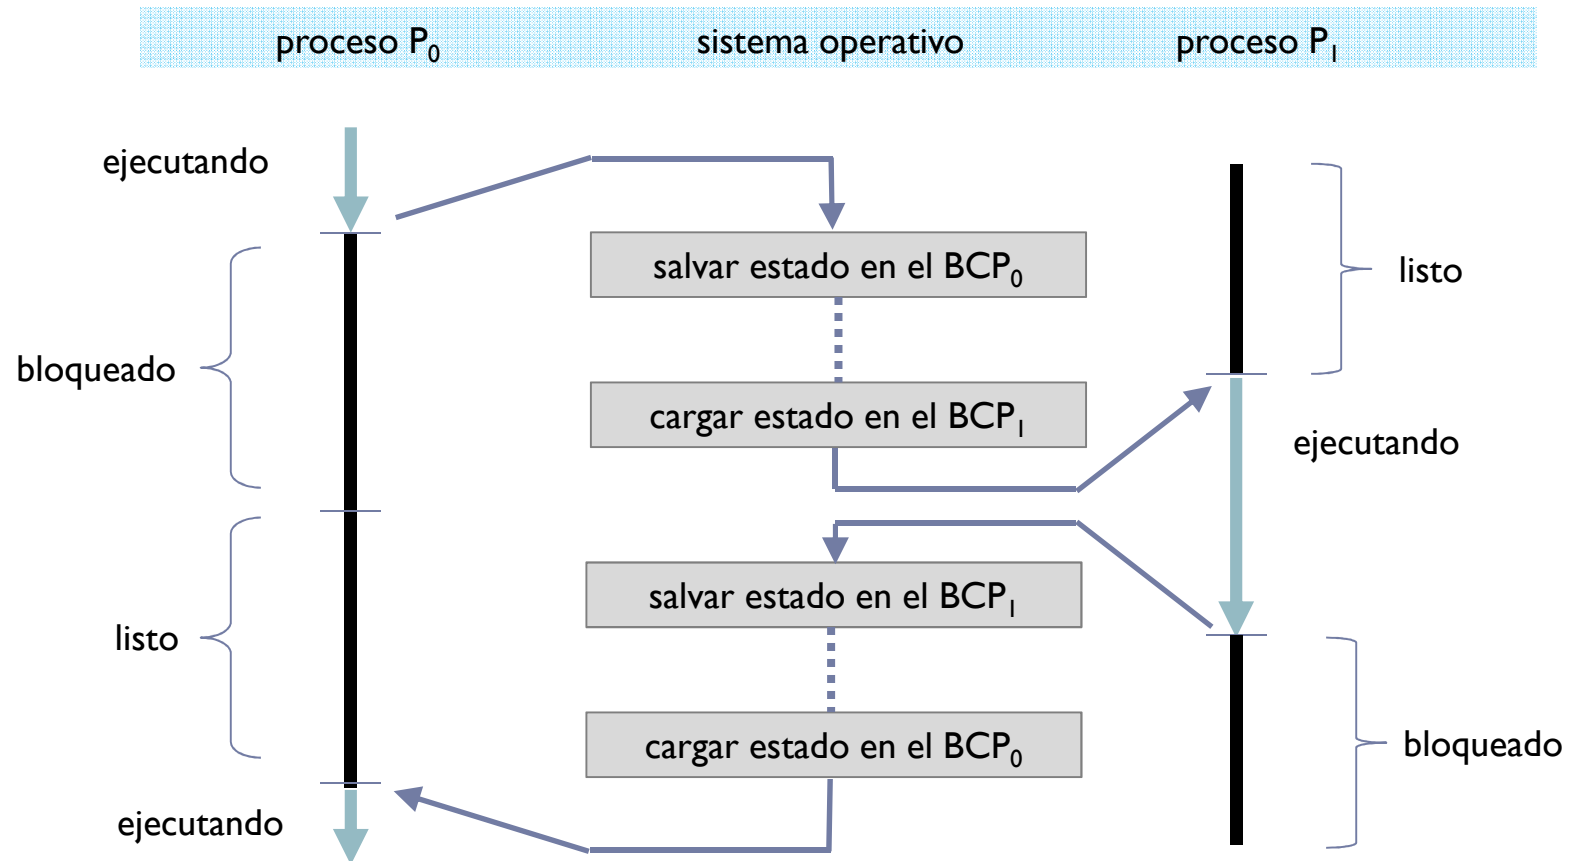 proceso P0 sistema operativo proceso P1
ejecutando
salvar estado en el BCP0
listo
bloqueado
cargar estado en el BCP1
ejecutando
salvar estado en el BCP1
listo
cargar estado en el BCP0
bloqueado
ejecutando